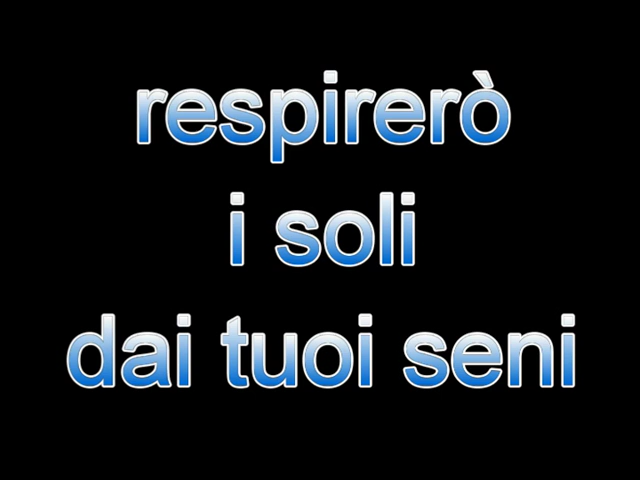 respirerò
i soli
dai tuoi seni